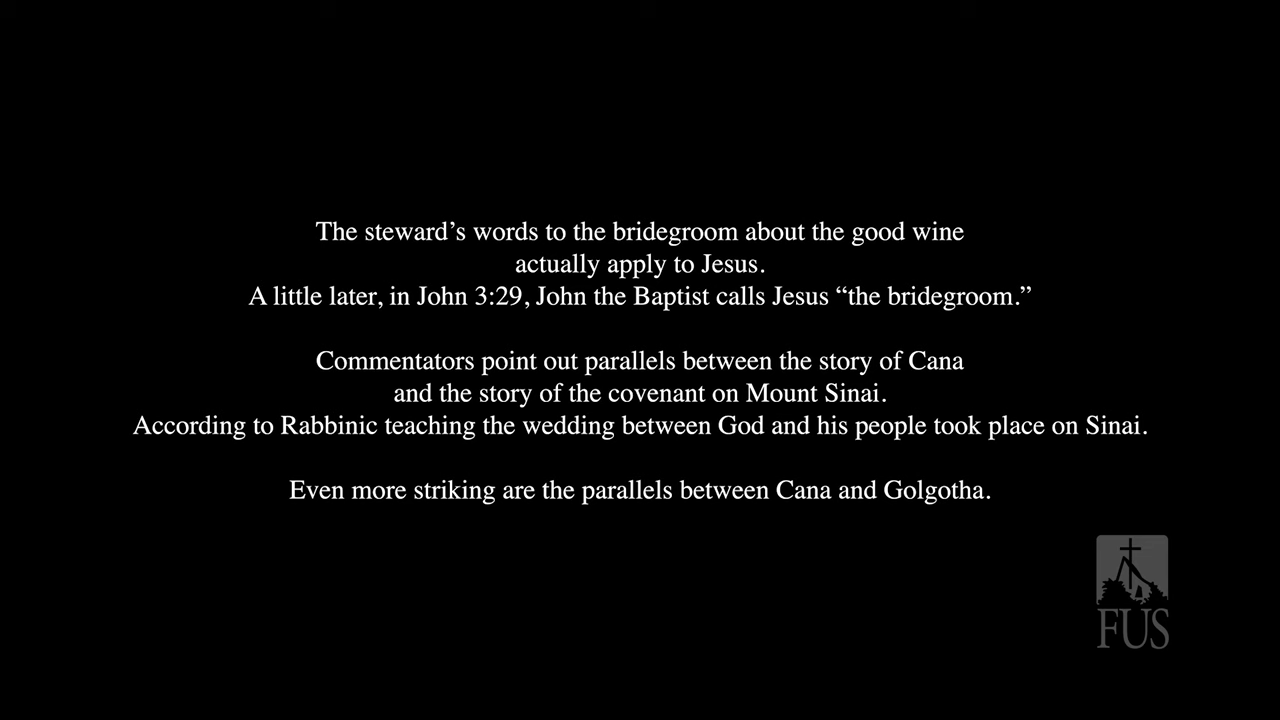 The steward’s words to the bridegroom about the good wine
actually apply to Jesus.
A little later, in John 3:29, John the Baptist calls Jesus “the bridegroom.”
Commentators point out parallels between the story of Cana
and the story of the covenant on Mount Sinai.
According to Rabbinic teaching the wedding between God and his people took place on Sinai.
Even more striking are the parallels between Cana and Golgotha.
FUS